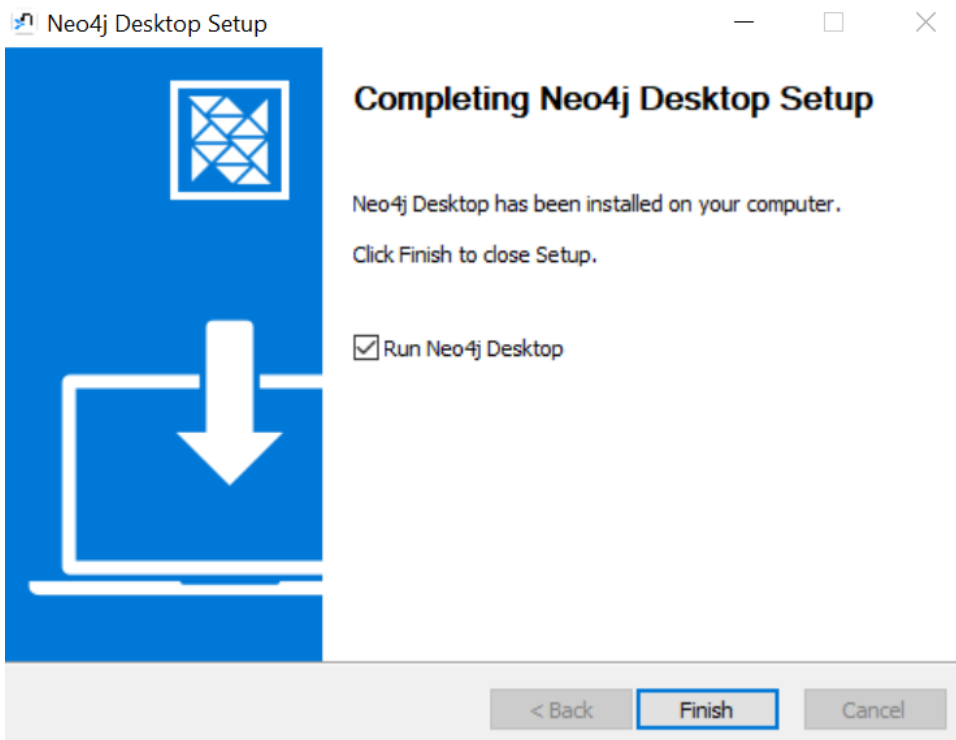 Neo4j Desktop Setup
Completing Neo4j Desktop Setup
Neo4j Desktop has been installed on your computer.
Click Finish to close Setup.
Run Neo4j Desktop
< Back
Finish
Cancel